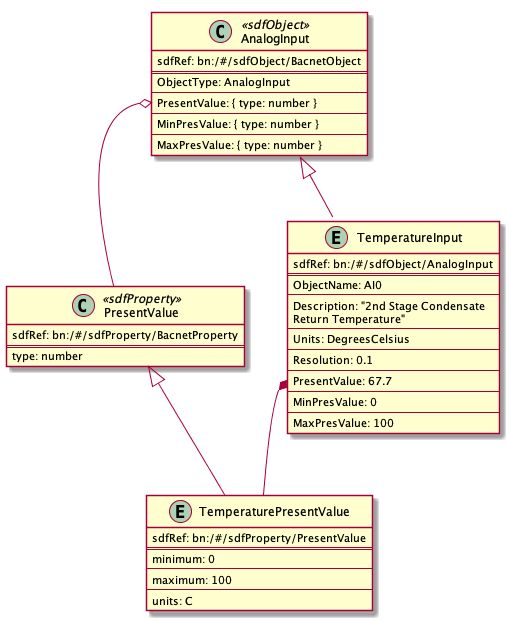 C
«sdfObject»
AnalogInput
sdfRef: bn:/#/sdfObject/BacnetObject
ObjectType: AnalogInput
PresentValue: { type: number }
MinPresValue: { type: number }
MaxPresValue: { type: number }
E
TemperatureInput
sdfRef: bn:/#/sdfObject/AnalogInput
ObjectName: AI0
Description: "2nd Stage Condensate
Return Temperature"
Units: DegreesCelsius
Resolution: 0.1
PresentValue: 67.7
MinPresValue: 0
MaxPresValue: 100
C
«sdfProperty»
PresentValue
sdfRef: bn:/#/sdfProperty/BacnetProperty
type: number
E
TemperaturePresentValue
sdfRef: bn:/#/sdfProperty/PresentValue
minimum: 0
maximum: 100
units: C